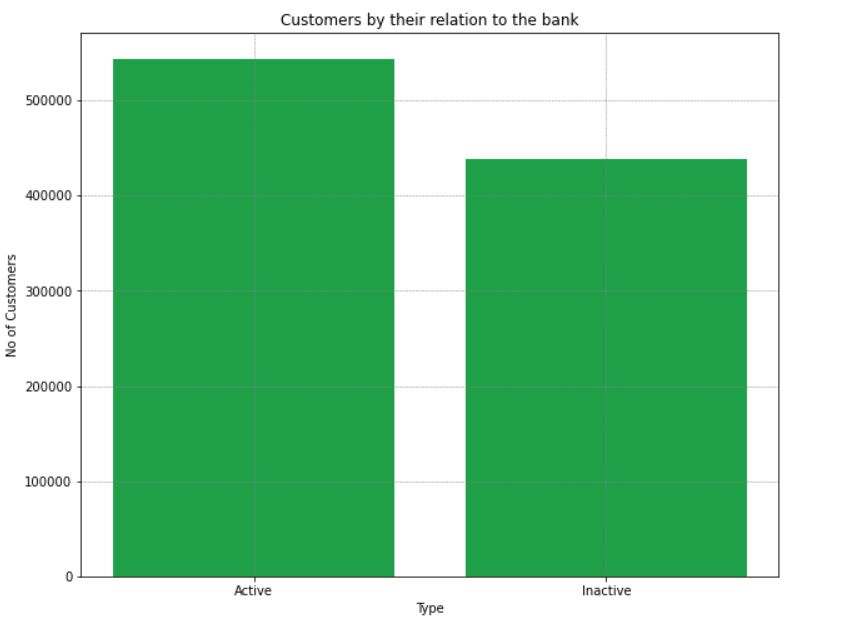 Customers by their relation to the bank
No of Customers
500000
400000
300000
200000
100000
0
Active Inactive
Type